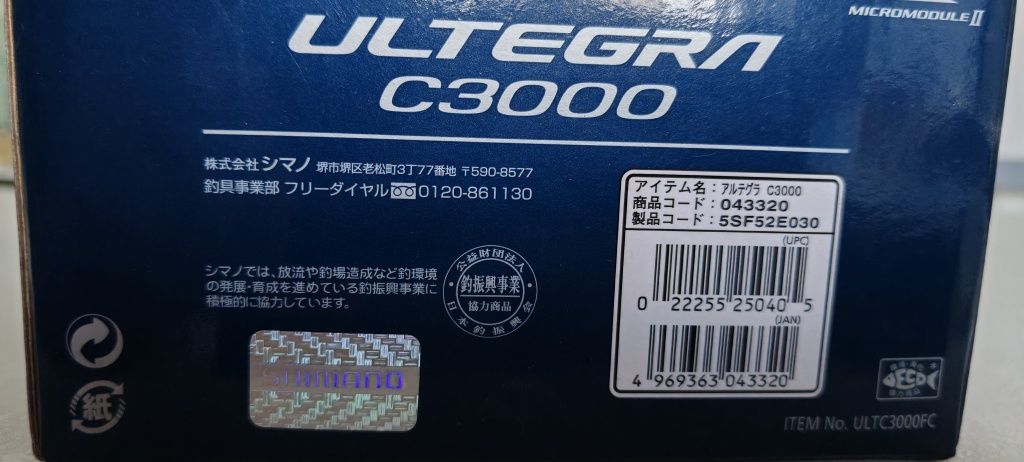 MICROMODULE II
ULTEGRA
C3000
株式会社シマノ 堺市堺区老松町3丁77番地 〒590-8577
釣具事業部 フリーダイヤル 0120-861130
アイテム名：アルテグラ C3000
商品コード：043320
製品コード：5SF52E030
(UPC)
0 22255 25040 5
(JAN)
4 969363 043320
シマノでは、放流や釣場造成など釣環境
の発展・育成を進めている釣振興事業に
積極的に協力しています。
公益財団法人
釣振興事業
協力商品
日本釣振興会
SHIMANO
紙
ITEM No. ULTC3000FC